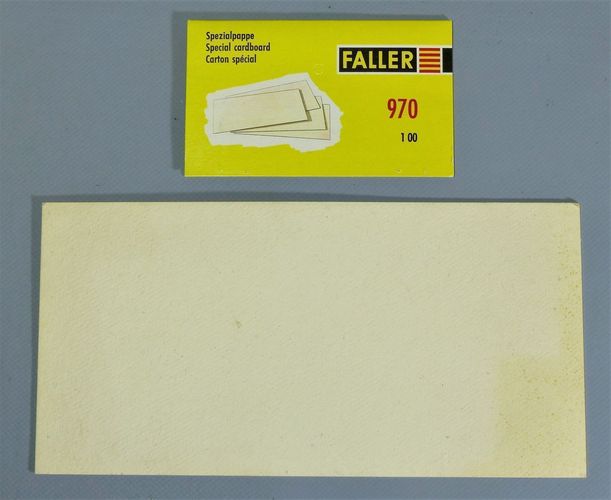 Spezialpappe
Special cardboard
Carton spécial
FALLER
970
1 00